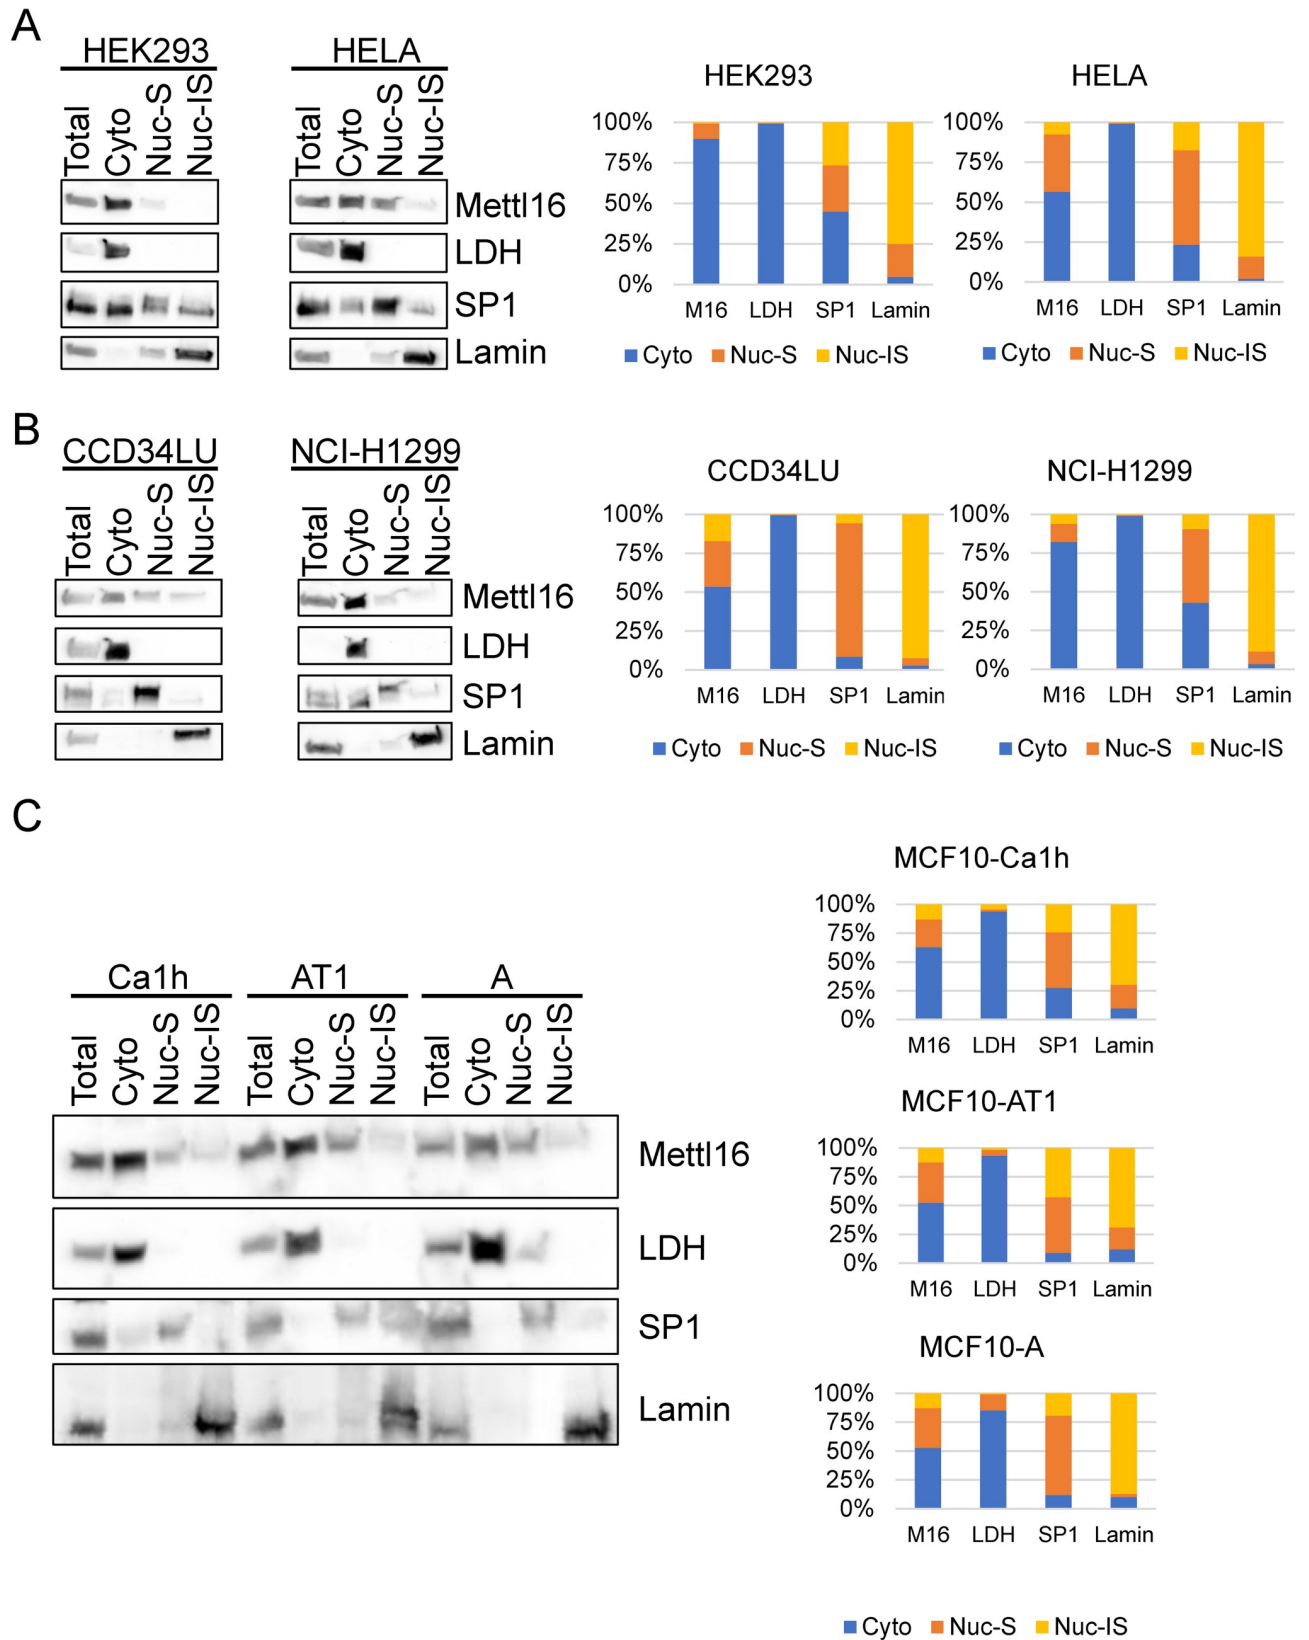 A
HEK293
HELA
Total Cyto Nuc-S Nuc-IS
Total Cyto Nuc-S Nuc-IS
Mettl16
LDH
SP1
Lamin
HEK293
100%
75%
50%
25%
0%
M16 LDH SP1 Lamin
Cyto Nuc-S Nuc-IS
HELA
100%
75%
50%
25%
0%
M16 LDH SP1 Lamin
Cyto Nuc-S Nuc-IS
B
CCD34LU
NCI-H1299
Total Cyto Nuc-S Nuc-IS
Total Cyto Nuc-S Nuc-IS
Mettl16
LDH
SP1
Lamin
CCD34LU
100%
75%
50%
25%
0%
M16 LDH SP1 Lamin
Cyto Nuc-S Nuc-IS
NCI-H1299
100%
75%
50%
25%
0%
M16 LDH SP1 Lamin
Cyto Nuc-S Nuc-IS
C
Ca1h AT1 A
Total Cyto Nuc-S Nuc-IS Total Cyto Nuc-S Nuc-IS Total Cyto Nuc-S Nuc-IS
Mettl16
LDH
SP1
Lamin
MCF10-Ca1h
100%
75%
50%
25%
0%
M16 LDH SP1 Lamin
MCF10-AT1
100%
75%
50%
25%
0%
M16 LDH SP1 Lamin
MCF10-A
100%
75%
50%
25%
0%
M16 LDH SP1 Lamin
Cyto Nuc-S Nuc-IS